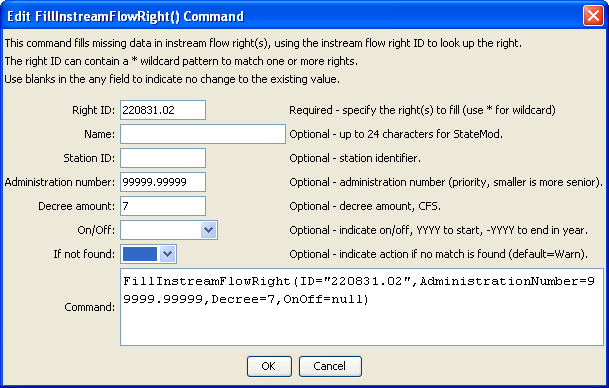 Edit FillInstreamFlowRight() Command
This command fills missing data in instream flow right(s), using the instream flow right ID to look up the right.
The right ID can contain a * wildcard pattern to match one or more rights.
Use blanks in the any field to indicate no change to the existing value.
Right ID: 220831.02 Required - specify the right(s) to fill (use * for wildcard)
Name: Optional - up to 24 characters for StateMod.
Station ID: Optional - station identifier.
Administration number: 99999.99999 Optional - administration number (priority, smaller is more senior).
Decree amount: 7 Optional - decree amount, CFS.
On/Off: Optional - indicate on/off, YYYY to start, -YYYY to end in year.
If not found: Optional - indicate action if no match is found (default=Warn).
Command: FillInstreamFlowRight(ID="220831.02",AdministrationNumber=9
9999.99999,Decree=7,OnOff=null)
OK Cancel